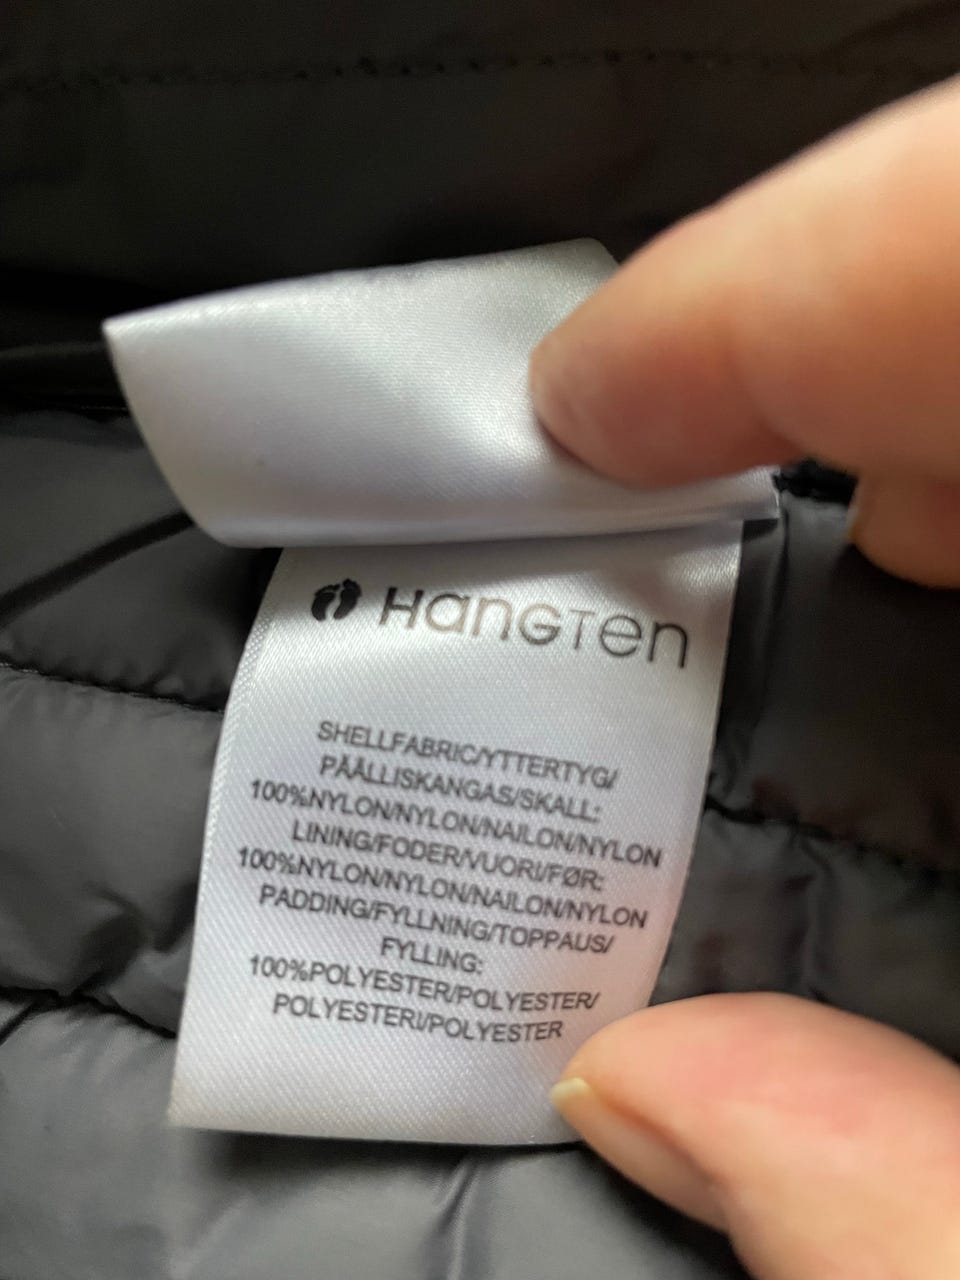 HangTen
SHELLFABRIC/YTTERTYG/
PÄÄLLISKANGAS/SKALL:
100%NYLON/NYLON/NAILON/NYLON
LINING/FODER/VUORI/FØR:
100%NYLON/NYLON/NAILON/NYLON
PADDING/FYLLNING/TOPPAUS/
FYLLING:
100%POLYESTER/POLYESTER/
POLYESTERI/POLYESTER